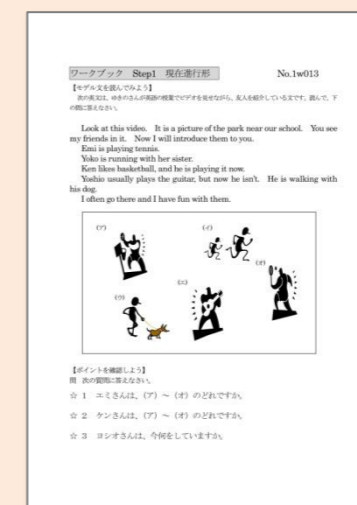 ワークブック Step1 現在進行形 No.1w013
【モデル文を読んでみよう】
次の英文は、ゆきのさんが英語の授業でビデオを見せながら、友人を紹介している文です。読んで、下
の問に答えなさい。
Look at this video. It is a picture of the park near our school. You see
my friends in it. Now I will introduce them to you.
Emi is playing tennis.
Yoko is running with her sister.
Ken likes basketball, and he is playing it now.
Yoshio usually plays the guitar, but now he isn't. He is walking with
his dog.
I often go there and I have fun with them.
(ア)
(イ)
(オ)
(エ)
(ウ)
【ポイントを確認しよう】
問 次の質問に答えなさい。
☆ 1 エミさんは、(ア) ～ (オ) のどれですか。
☆ 2 ケンさんは、(ア) ～ (オ) のどれですか。
☆ 3 ヨシオさんは、今何をしていますか。